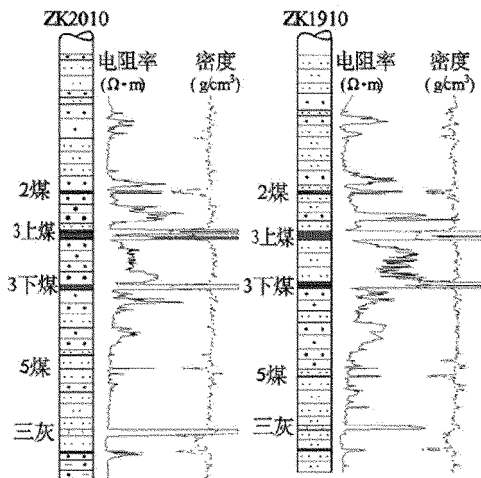 ZK2010
电阻率
(Ω·m)
密度
(g/cm³)
2煤
3上煤
3下煤
5煤
三灰
ZK1910
电阻率
(Ω·m)
密度
(g/cm³)
2煤
3上煤
3下煤
5煤
三灰